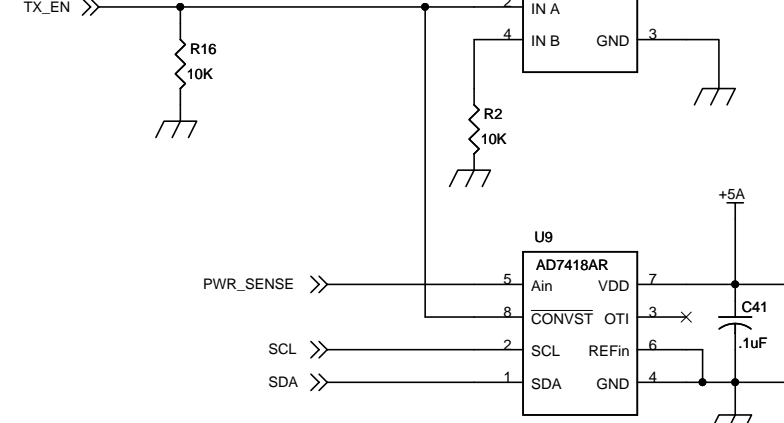 TX_EN
2 IN A
R16
10K
4 IN B GND 3
R2
10K
+5A
U9
AD7418AR
PWR_SENSE 5 Ain VDD 7
C41
8 CONVST OTI 3
.1uF
SCL 2 SCL REFin 6
SDA 1 SDA GND 4